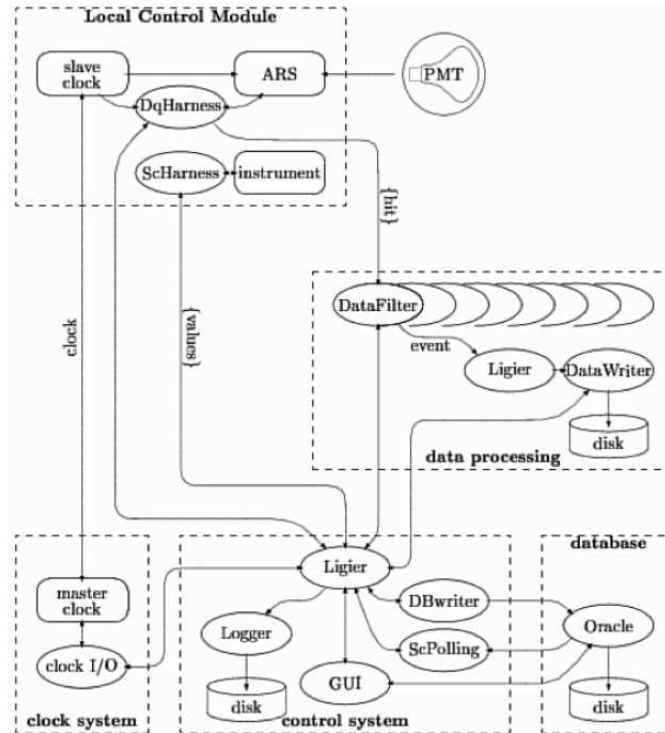 Local Control Module
slave
clock
ARS
PMT
DqHarness
ScHarness
instrument
{hit}
{values}
clock
DataFilter
event
Ligier
DataWriter
disk
data processing
database
Ligier
master
clock
DBwriter
Logger
Oracle
ScPolling
clock I/O
GUI
disk
disk
clock system
control system